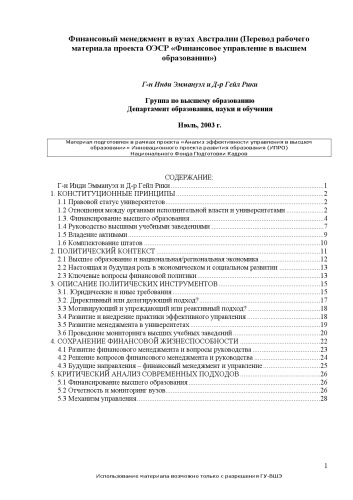 Финансовый менеджмент в вузах Австралии (Перевод рабочего
материала проекта ОЭСР «Финансовое управление в высшем
образовании»)
Г-н Инди Эммануэл и Д-р Гейл Рики
Группа по высшему образованию
Департамент образования, науки и обучения
Июль, 2003 г.
Материал подготовлен в рамках проекта «Анализ эффективности управления в высшем
образовании» Инновационного проекта развития образования (ИПРО)
Национального Фонда Подготовки Кадров
СОДЕРЖАНИЕ:
Г-н Инди Эммануэл и Д-р Гейл Рики 1
1. КОНСТИТУЦИОННЫЕ ПРИНЦИПЫ 2
1.1 Правовой статус университетов 2
1.2 Отношения между органами исполнительной власти и университетами 2
1.3. Финансирование высшего образования 4
1.4 Руководство высшими учебными заведениями 7
1.5 Владение активами 9
1.6 Комплектование штатов 10
2. ПОЛИТИЧЕСКИЙ КОНТЕКСТ 11
2.1 Высшее образование и национальная/региональная экономика 12
2.2 Настоящая и будущая роль в экономическом и социальном развитии 13
2.3 Ключевые вопросы финансовой политики 13
3. ОПИСАНИЕ ПОЛИТИЧЕСКИХ ИНСТРУМЕНТОВ 15
3.1. Юридические и иные требования 15
3.2. Директивный или делегирующий подход? 17
3.3 Мотивирующий и упреждающий или реактивный подход? 18
3.4 Развитие и внедрение практики эффективного управления 18
3.5 Развитие менеджмента в университетах 19
3.6 Проведение мониторинга высших учебных заведений 20
4. СОХРАНЕНИЕ ФИНАНСОВОЙ ЖИЗНЕСПОСОБНОСТИ 22
4.1 Развитие финансового менеджмента и вопросы руководства 23
4.2 Решение вопросов финансового менеджмента и руководства 24
4.3 Будущие направления – финансовый менеджмент и управление 25
5. КРИТИЧЕСКИЙ АНАЛИЗ СОВРЕМЕННЫХ ПОДХОДОВ 26
5.1 Финансирование высшего образования 26
5.2 Отчетность и мониторинг вузов 26
5.3 Механизм управления 28
1
Использование материала возможно только с разрешения ГУ-ВШЭ